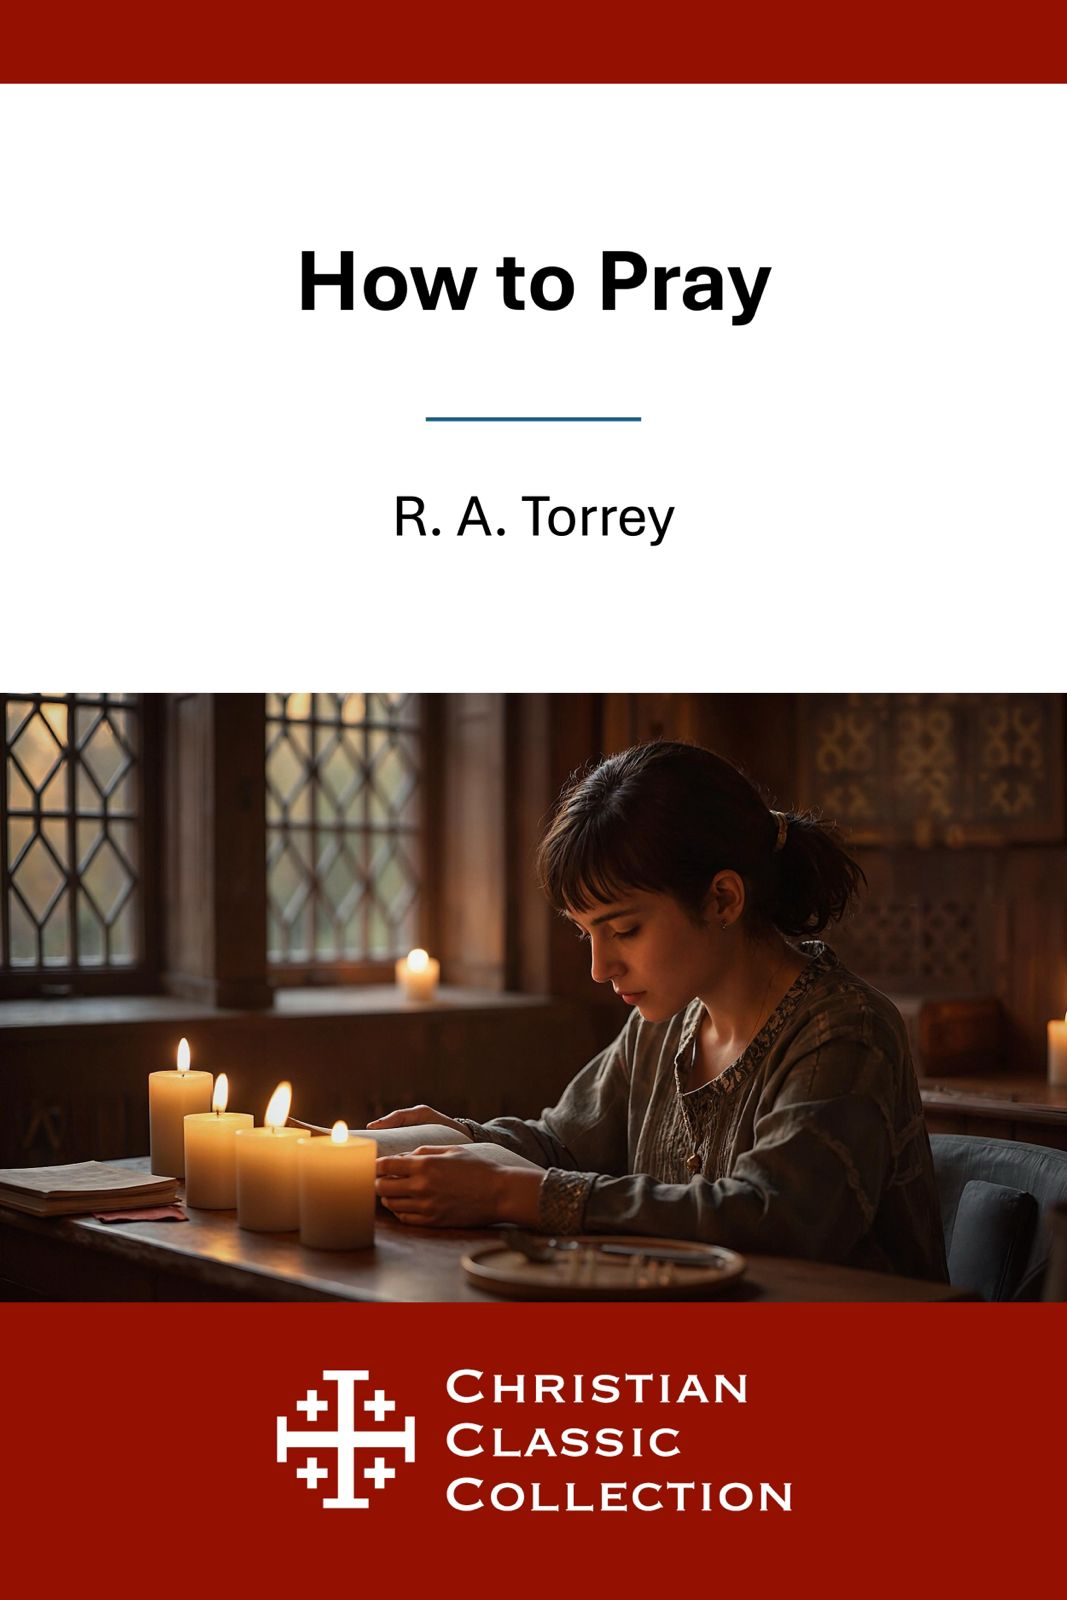 How to Pray
R. A. Torrey
CHRISTIAN
CLASSIC
COLLECTION